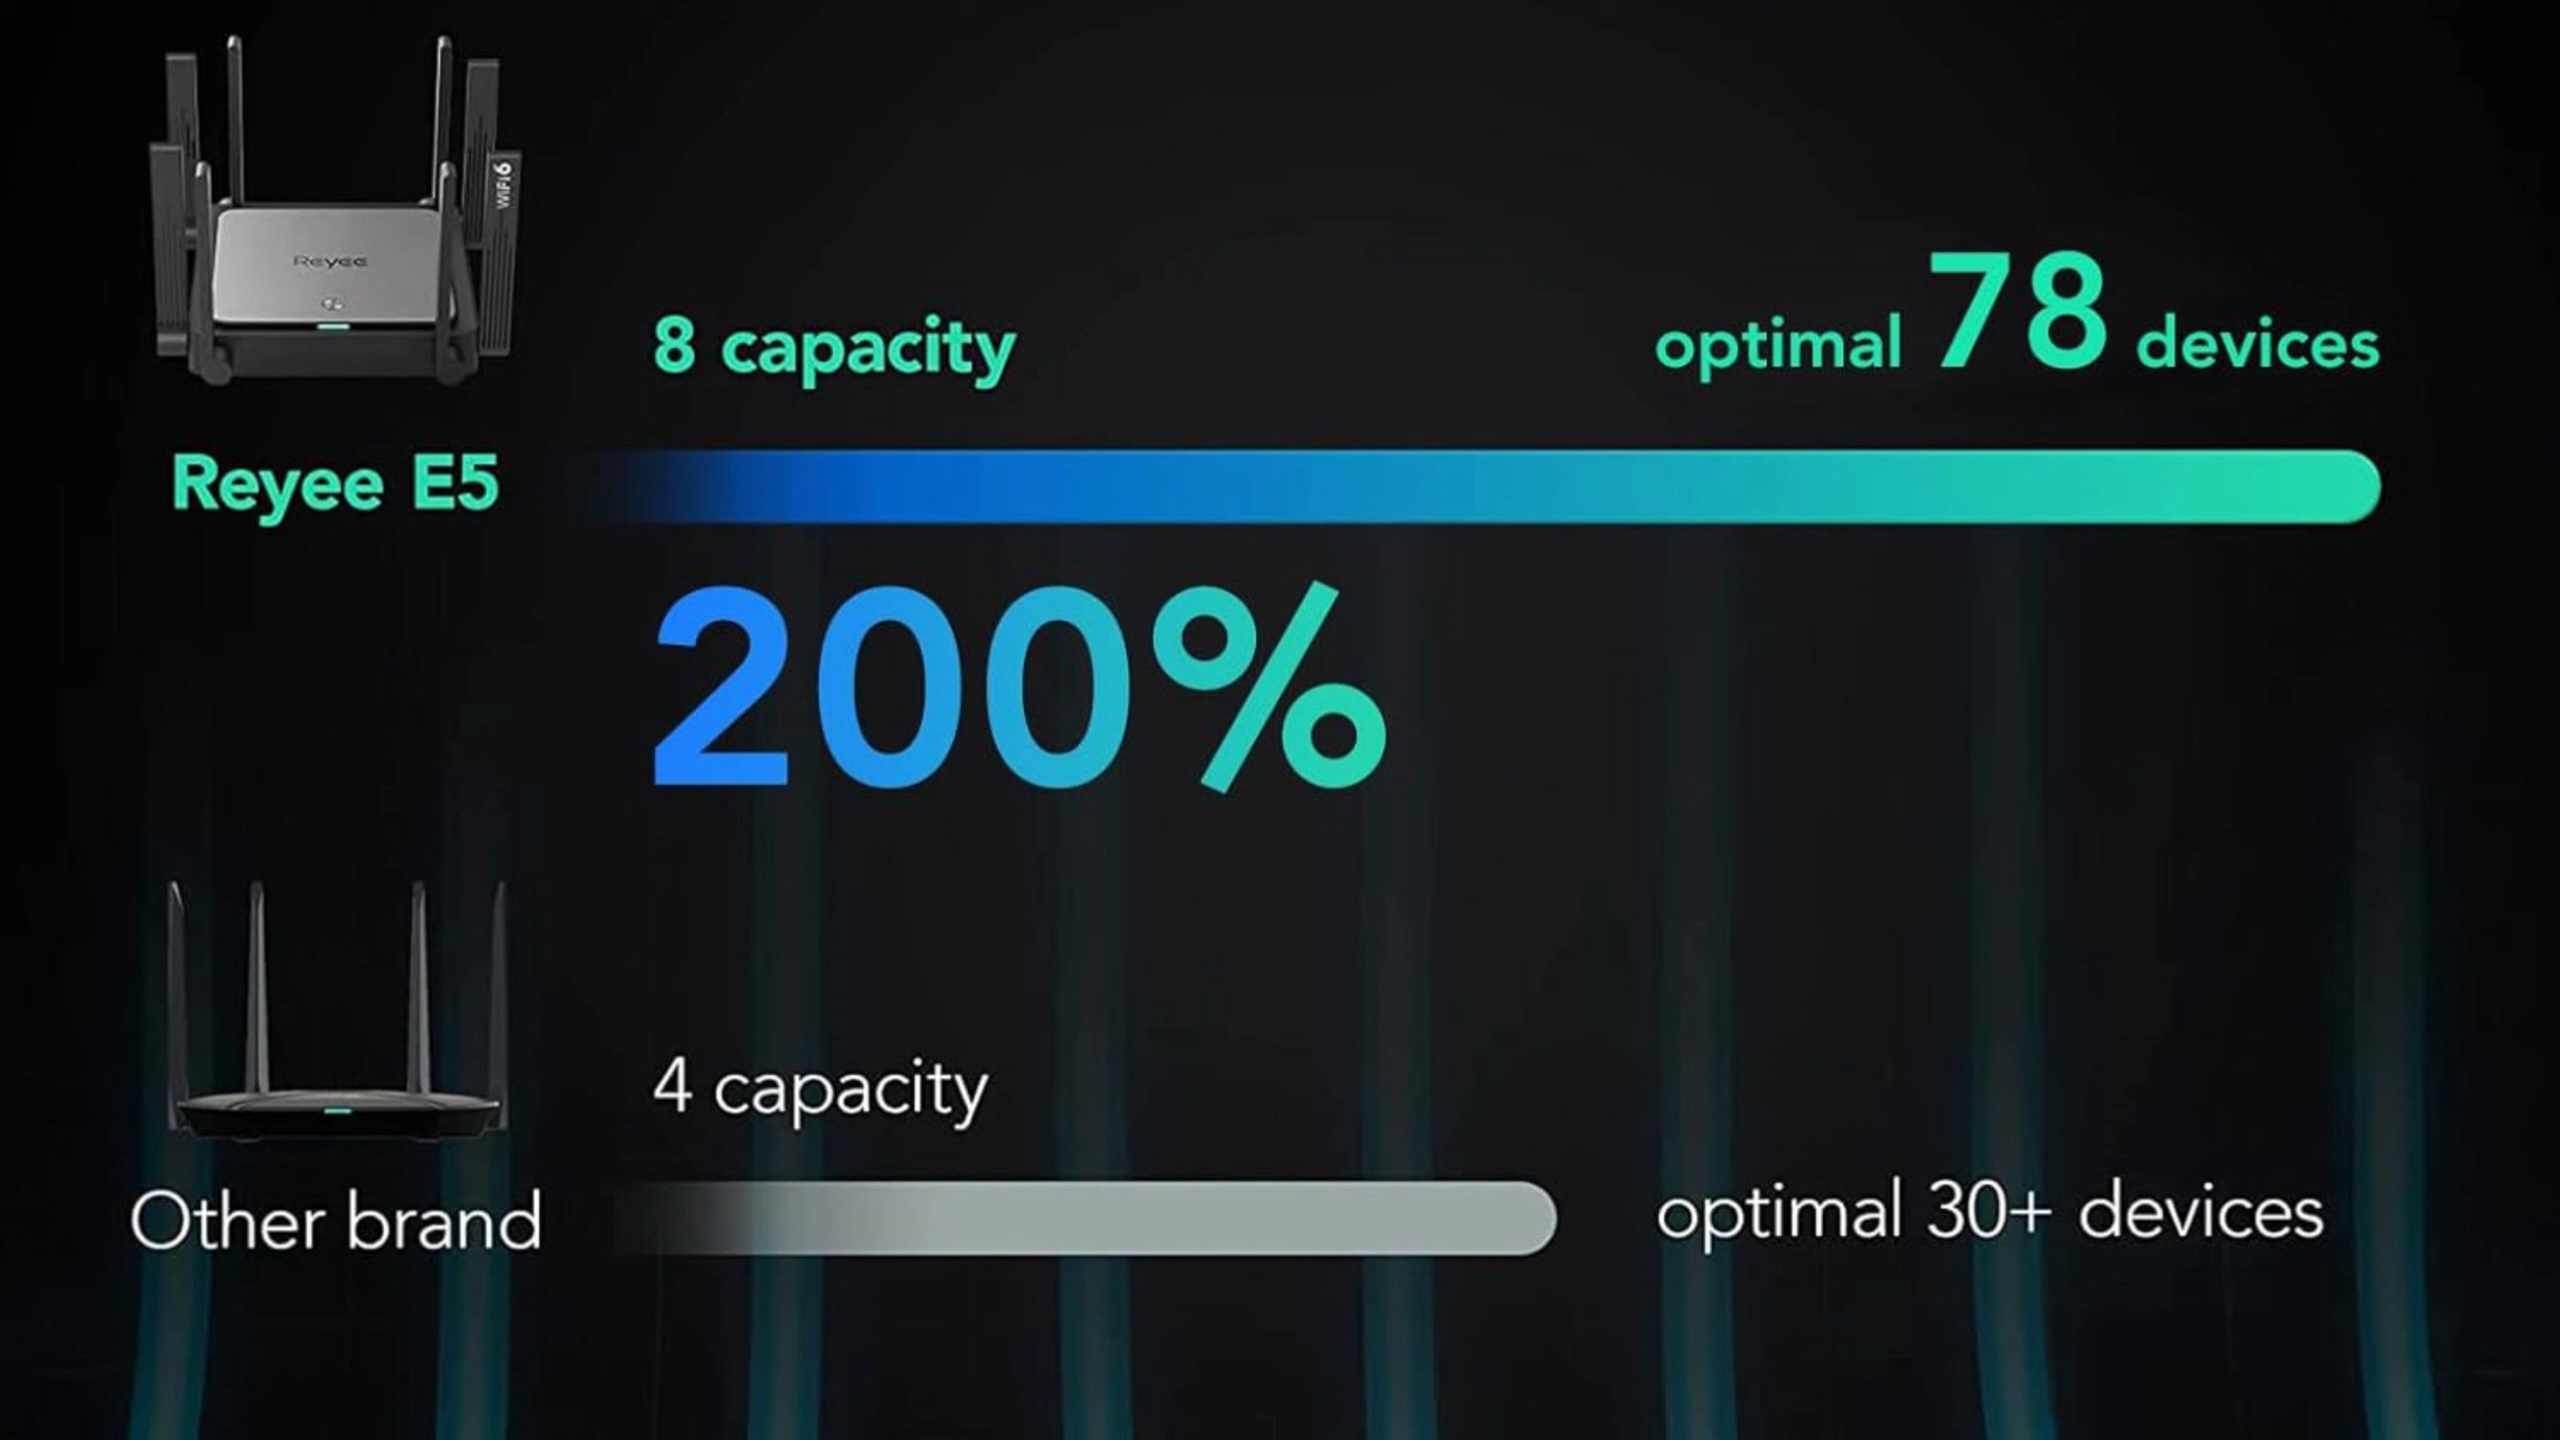 WiFi6
Reyee
8 capacity
optimal 78 devices
Reyee E5
200%
4 capacity
Other brand
optimal 30+ devices